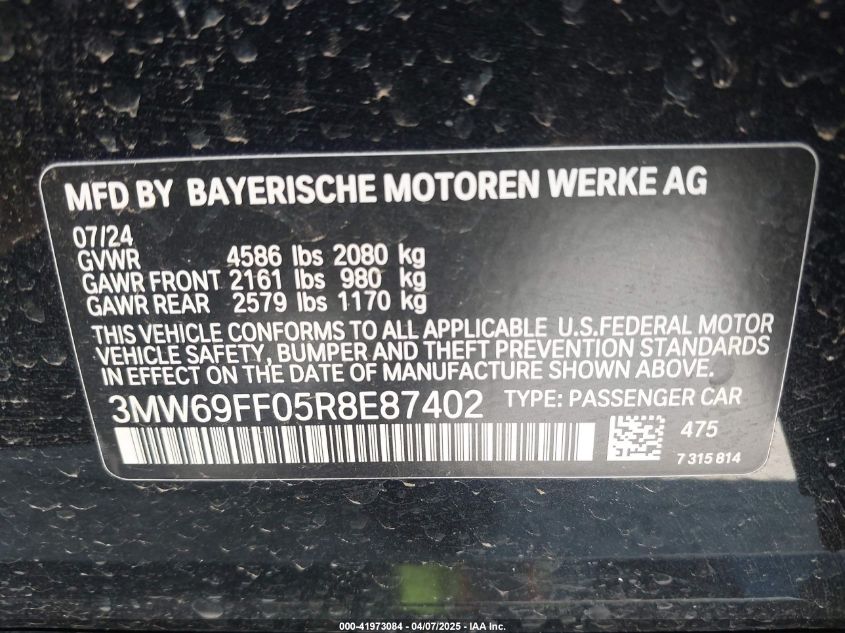 MFD BY BAYERISCHE MOTOREN WERKE AG
07/24
GVWR 4586 lbs 2080 kg
GAWR FRONT 2161 lbs 980 kg
GAWR REAR 2579 lbs 1170 kg
THIS VEHICLE CONFORMS TO ALL APPLICABLE U.S.FEDERAL MOTOR
VEHICLE SAFETY, BUMPER AND THEFT PREVENTION STANDARDS
IN EFFECT ON THE DATE OF MANUFACTURE SHOWN ABOVE.
3MW69FF05R8E87402 TYPE: PASSENGER CAR
475
7 315 814
000-41973084 - 04/07/2025 - IAA Inc.